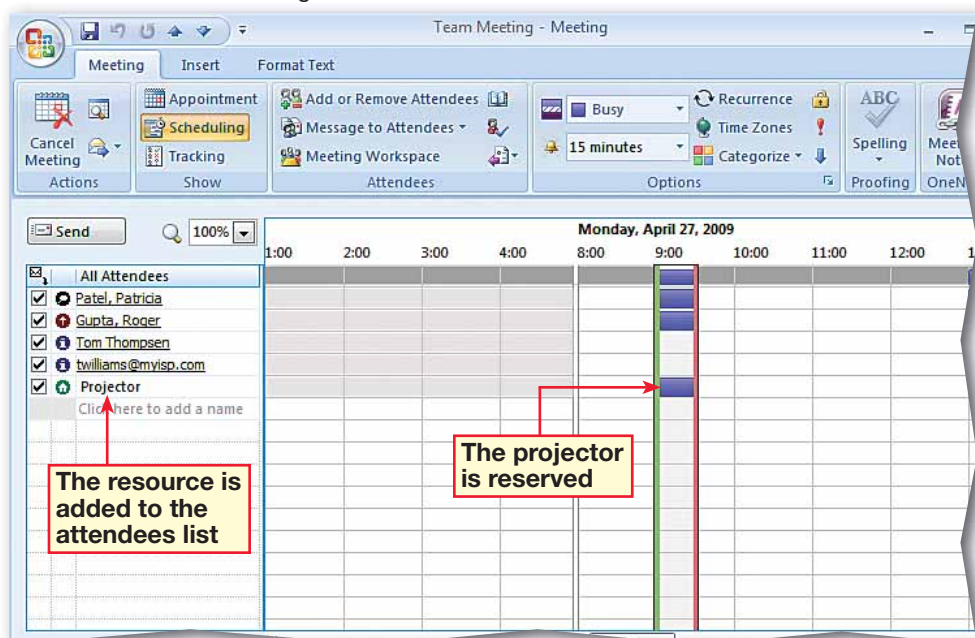 Team Meeting - Meeting
Meeting Insert Format Text
Cancel Meeting
Actions
Appointment
Scheduling
Tracking
Show
Add or Remove Attendees
Message to Attendees
Meeting Workspace
Attendees
Busy
15 minutes
Recurrence
Time Zones
Categorize
Options
ABC
Spelling
Proofing
Send 100%
Monday, April 27, 2009
1:00 2:00 3:00 4:00 8:00 9:00 10:00 11:00 12:00 1
All Attendees
Patel, Patricia
Gupta, Roger
Tom Thompsen
twilliams@myisp.com
Projector
Click here to add a name
The projector
is reserved
The resource is
added to the
attendees list